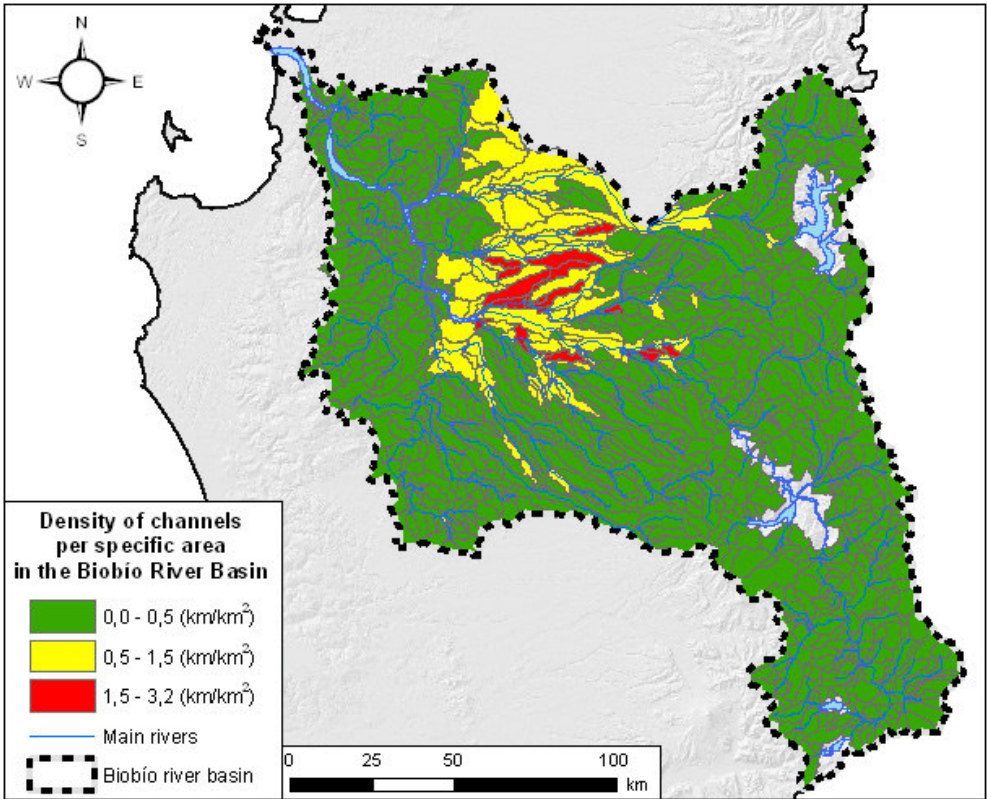 N
W E
S
Density of channels
per specific area
in the Biobío River Basin
0,0 - 0,5 (km/km²)
0,5 - 1,5 (km/km²)
1,5 - 3,2 (km/km²)
Main rivers
Biobío river basin
0 25 50 100
km